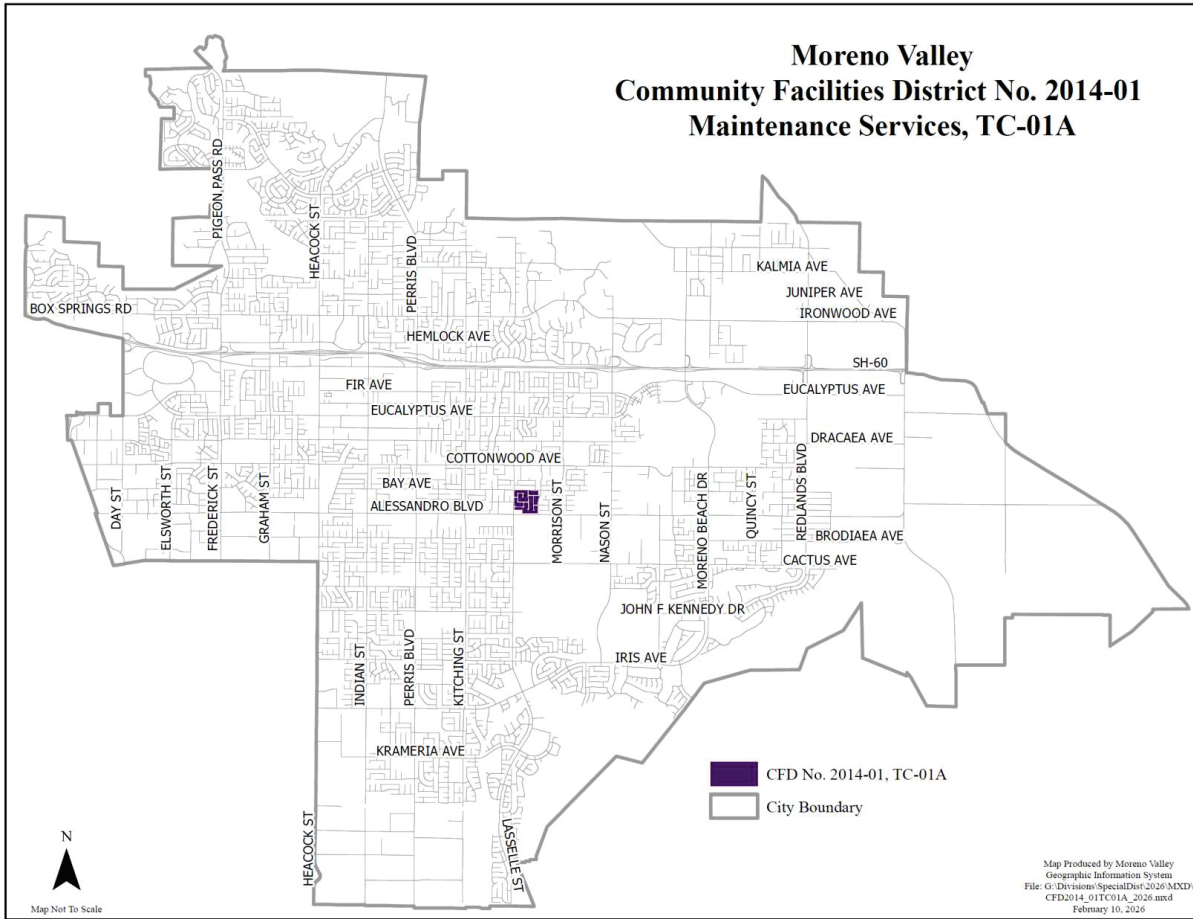 Moreno Valley
Community Facilities District No. 2014-01
Maintenance Services, TC-01A
PIGEON PASS RD
HEACOCK ST
PERRIS BLVD
KALMIA AVE
JUNIPER AVE
BOX SPRINGS RD
IRONWOOD AVE
HEMLOCK AVE
SH-60
FIR AVE
EUCALYPTUS AVE
EUCALYPTUS AVE
DRACAEA AVE
COTTONWOOD AVE
BAY AVE
ALESSANDRO BLVD
DAY ST
ELSWORTH ST
FREDERICK ST
GRAHAM ST
MORRISON ST
NASON ST
MORENO BEACH DR
QUINCY ST
REDLANDS BLVD
BRODIAEA AVE
CACTUS AVE
JOHN F KENNEDY DR
IRIS AVE
INDIAN ST
PERRIS BLVD
KITCHING ST
KRAMERIA AVE
HEACOCK ST
LASSELLE ST
CFD No. 2014-01, TC-01A
City Boundary
N
Map Not To Scale
Map Produced by Moreno Valley
Geographic Information System
File: G:\Divisions\SpecialDist\2026\MXD\
CFD2014_01TC01A_2026.mxd
February 10, 2026